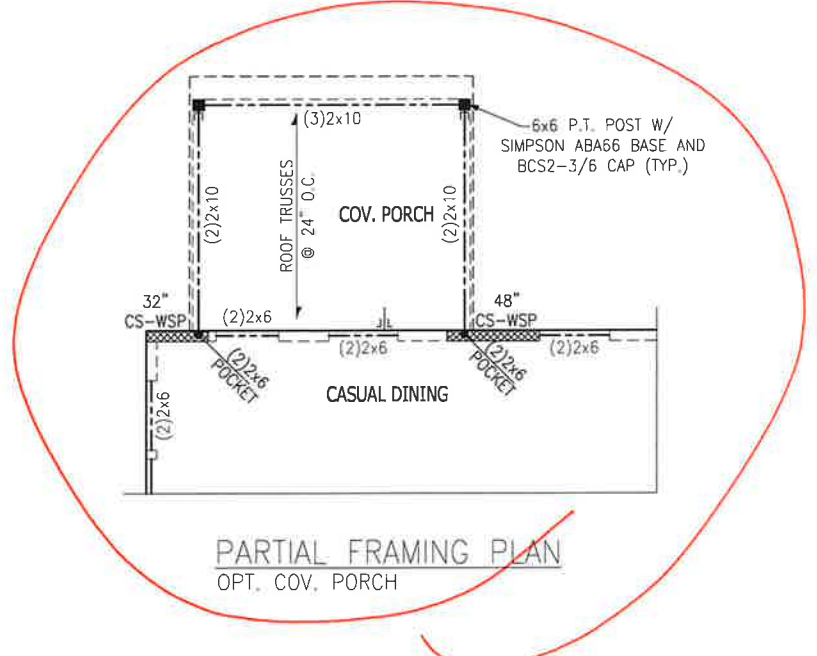 (3)2x10
6x6 P.T. POST W/
SIMPSON ABA66 BASE AND
BCS2-3/6 CAP (TYP.)
(2)2x10
ROOF TRUSSES
@ 24" O.C.
COV. PORCH
(2)2x10
32"
CS-WSP
(2)2x6
48"
CS-WSP
(2)2x6
(2)2x6
(2)2x6
POCKET
(2)2x6
POCKET
CASUAL DINING
(2)2x6
PARTIAL FRAMING PLAN
OPT. COV. PORCH